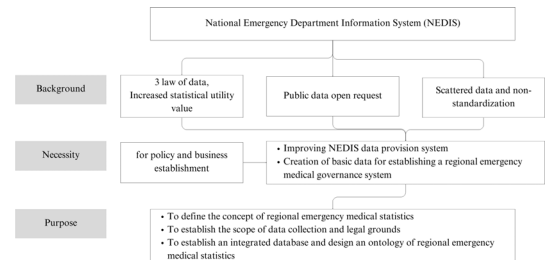 National Emergency Department Information System (NEDIS)
Background
3 law of data,
Increased statistical utility
value
Public data open request
Scattered data and non-
standardization
Necessity
for policy and business
establishment
• Improving NEDIS data provision system
• Creation of basic data for establishing a regional emergency
medical governance system
Purpose
• To define the concept of regional emergency medical statistics
• To establish the scope of data collection and legal grounds
• To establish an integrated database and design an ontology of regional emergency
medical statistics